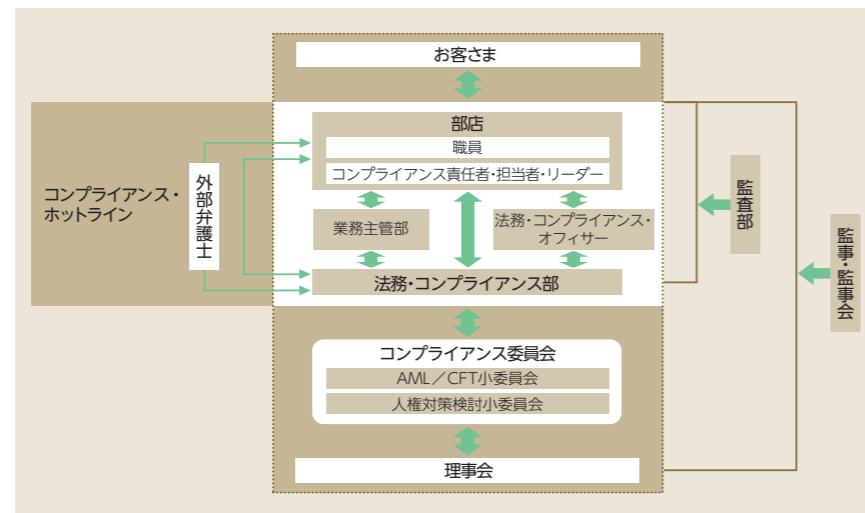 お客さま
部店
職員
コンプライアンス責任者・担当者・リーダー
コンプライアンス・
ホットライン
外部弁護士
業務主管部
法務・コンプライアンス・
オフィサー
法務・コンプライアンス部
監査部
監事・監事会
コンプライアンス委員会
AML／CFT小委員会
人権対策検討小委員会
理事会